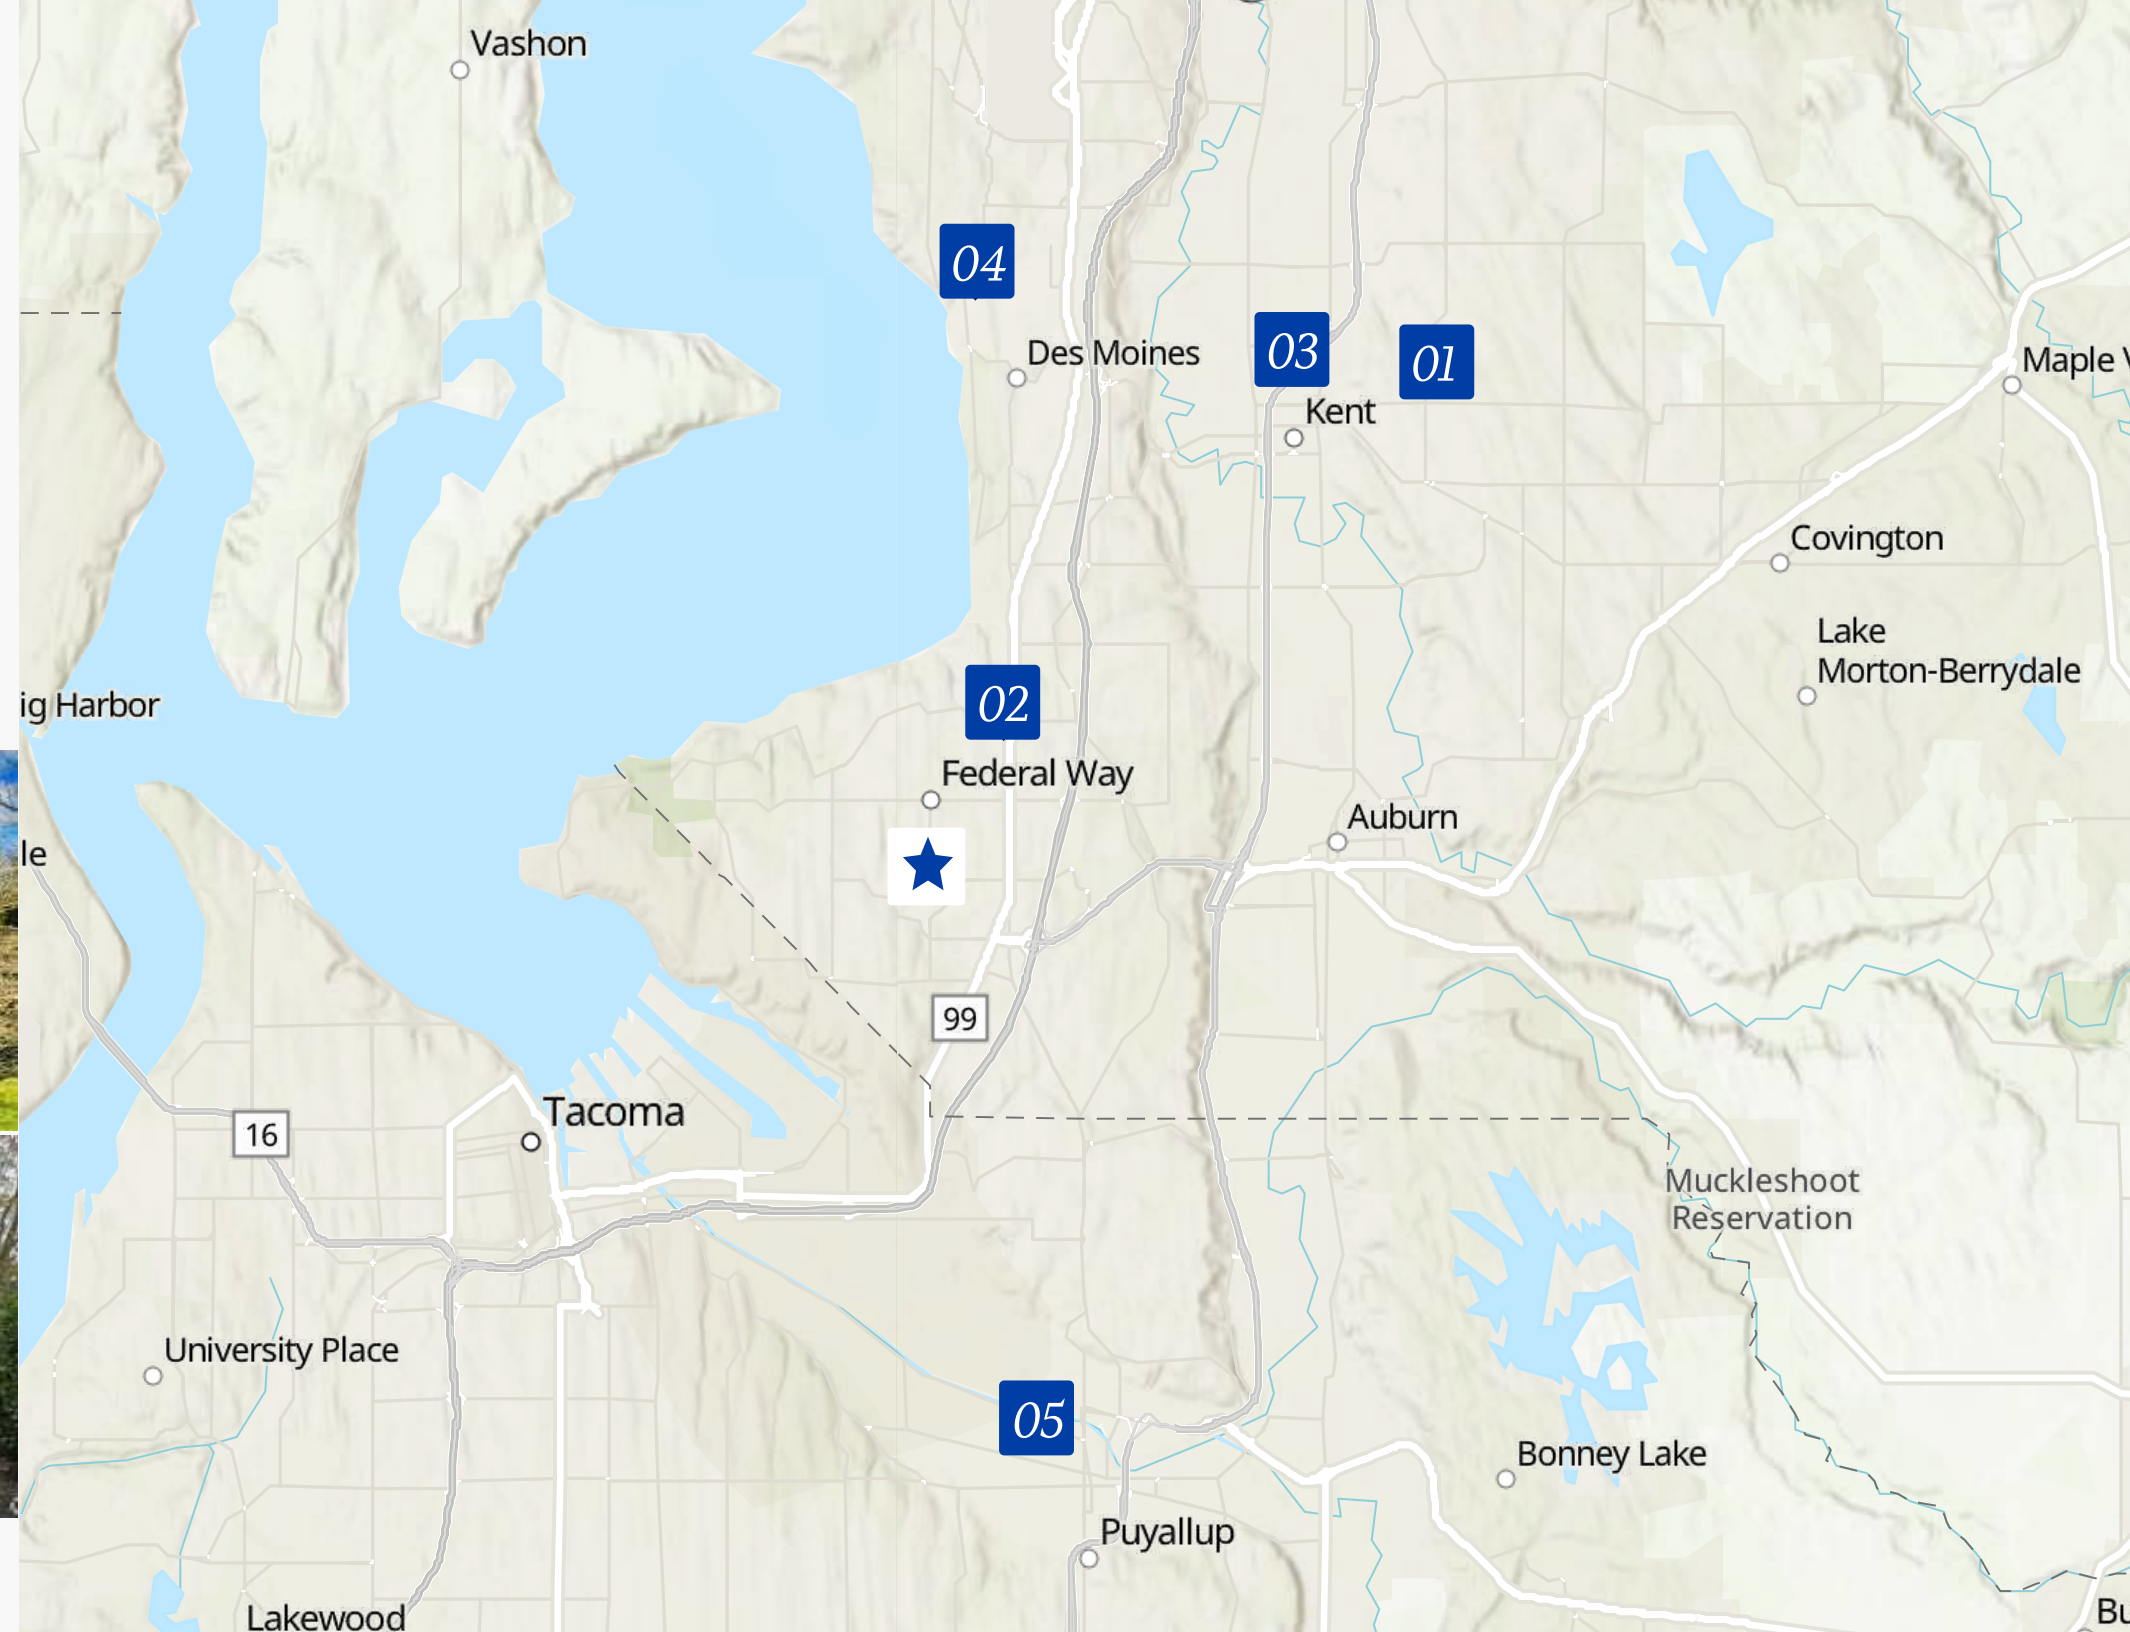 Vashon
04
Des Moines
03
01
Kent
Maple
Covington
Lake
Morton-Berrydale
ig Harbor
02
Federal Way
Auburn
le
99
Tacoma
16
Muckleshoot
Reservation
University Place
05
Bonney Lake
Puyallup
Lakewood
Bu